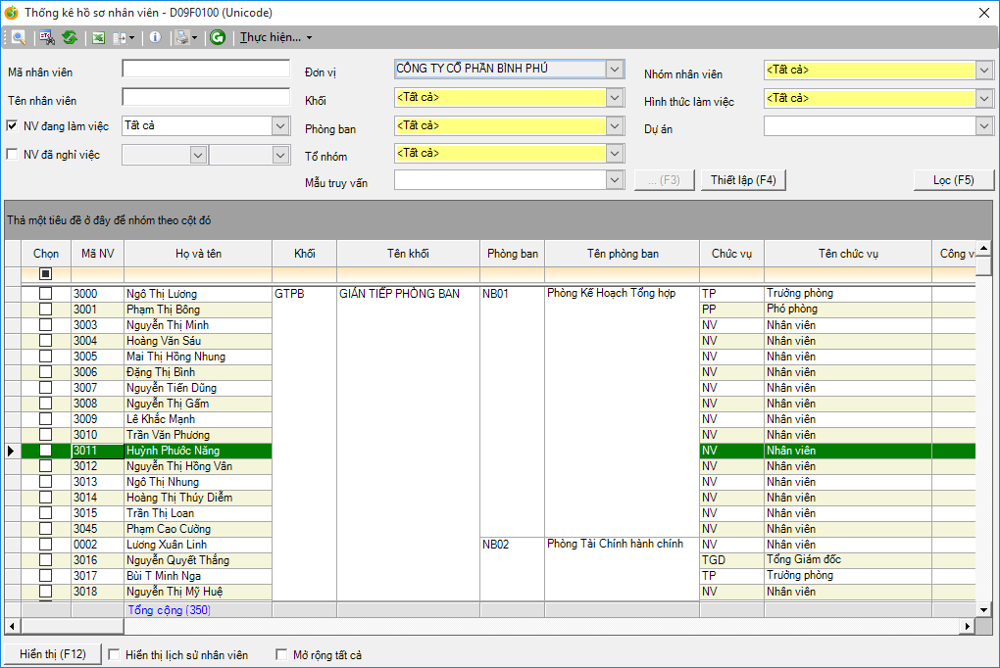 Thống kê hồ sơ nhân viên - D09F0100 (Unicode)
Thực hiện...
Mã nhân viên
Đơn vị
CÔNG TY CỔ PHẦN BÌNH PHÚ
Nhóm nhân viên
<Tất cả>
Tên nhân viên
Khối
<Tất cả>
Hình thức làm việc
<Tất cả>
NV đang làm việc
Tất cả
Phòng ban
<Tất cả>
Dự án
NV đã nghỉ việc
Tổ nhóm
<Tất cả>
Mẫu truy vấn
... (F3)
Thiết lập (F4)
Lọc (F5)
Thả một tiêu đề ở đây để nhóm theo cột đó
Chọn Mã NV Họ và tên Khối Tên khối Phòng ban Tên phòng ban Chức vụ Tên chức vụ Công v
3000 Ngô Thị Lương GTPB GIÁN TIẾP PHÒNG BAN NB01 Phòng Kế Hoạch Tổng hợp TP Trưởng phòng
3001 Phạm Thị Bông PP Phó phòng
3003 Nguyễn Thị Minh NV Nhân viên
3004 Hoàng Văn Sáu NV Nhân viên
3005 Mai Thị Hồng Nhung NV Nhân viên
3006 Đặng Thị Bình NV Nhân viên
3007 Nguyễn Tiến Dũng NV Nhân viên
3008 Nguyễn Thị Gấm NV Nhân viên
3009 Lê Khắc Mạnh NV Nhân viên
3010 Trần Văn Phương NV Nhân viên
3011 Huỳnh Phước Năng NV Nhân viên
3012 Nguyễn Thị Hồng Vân NV Nhân viên
3013 Ngô Thị Nhung NV Nhân viên
3014 Hoàng Thị Thúy Diễm NV Nhân viên
3015 Trần Thị Loan NV Nhân viên
3045 Phạm Cao Cường NV Nhân viên
0002 Lương Xuân Linh NB02 Phòng Tài Chính hành chính NV Nhân viên
3016 Nguyễn Quyết Thắng TGD Tổng Giám đốc
3017 Bùi T Minh Nga TP Trưởng phòng
3018 Nguyễn Thị Mỹ Huệ NV Nhân viên
Tổng cộng (350)
Hiển thị (F12)
Hiển thị lịch sử nhân viên
Mở rộng tất cả